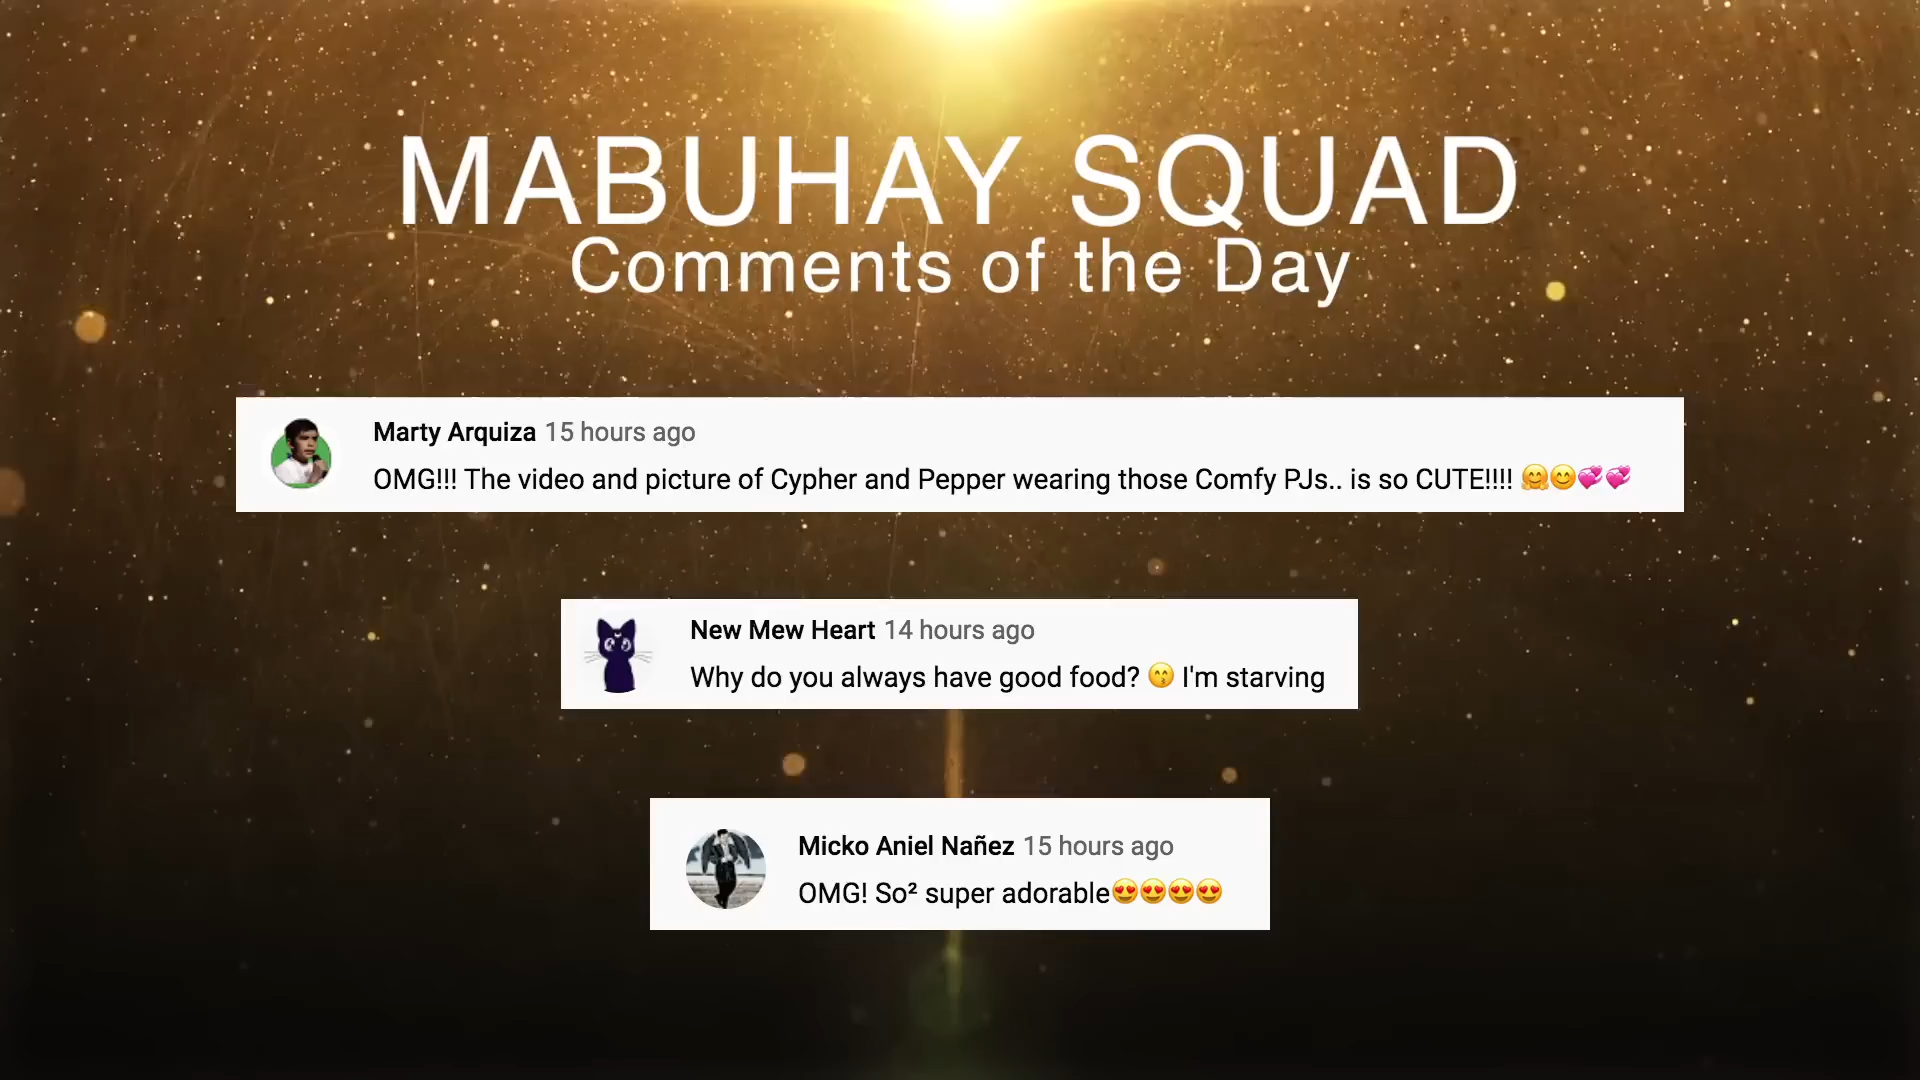 MABUHAY SQUAD
Comments of the Day
Marty Arquiza 15 hours ago
OMG!!! The video and picture of Cypher and Pepper wearing those Comfy PJs.. is so CUTE!!!! 🤗😊💞💞
New Mew Heart 14 hours ago
Why do you always have good food? 😙 I'm starving
Micko Aniel Nañez 15 hours ago
OMG! So² super adorable😍😍😍😍